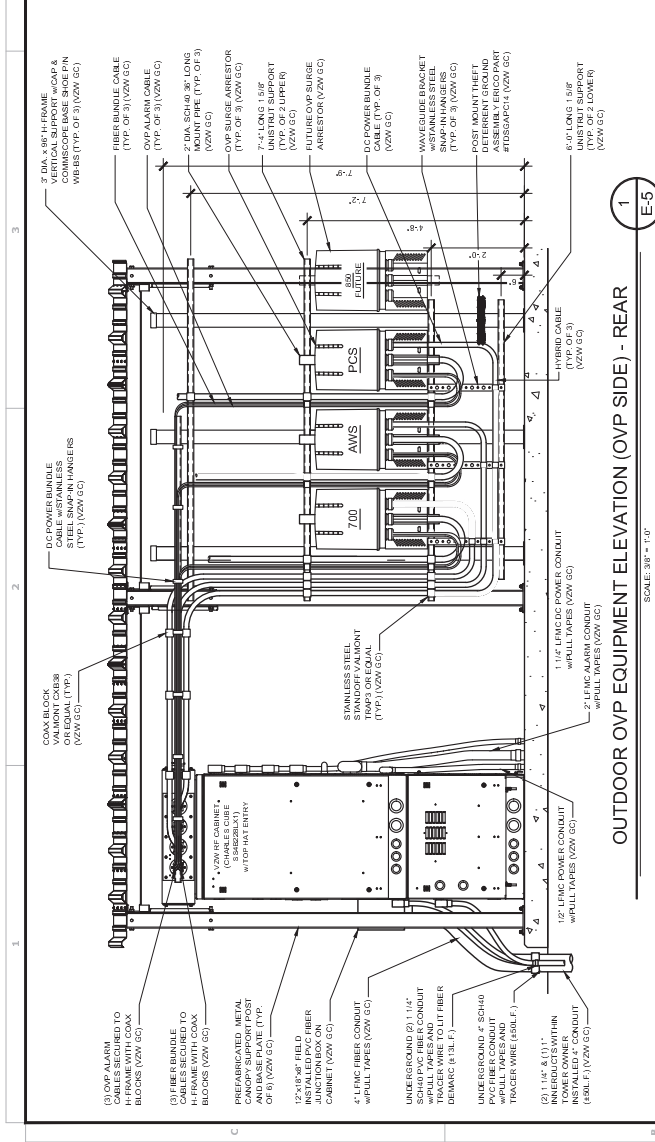 3" DIA. x 96" H-FRAME
VERTICAL SUPPORT w/CAP &
COMMSCOPE BASE SHOE P/N
WB-BS (TYP. OF 3) (VZW GC)
FIBER BUNDLE CABLE
(TYP. OF 3) (VZW GC)
OVP ALARM CABLE
(TYP. OF 3) (VZW GC)
2" DIA. SCH40 36" LONG
MOUNT PIPE (TYP. OF 3)
(VZW GC)
OVP SURGE ARRESTOR
(TYP. OF 3) (VZW GC)
7'-4" LONG 1 5/8"
UNISTRUT SUPPORT
(TYP. OF 2 UPPER)
(VZW GC)
FUTURE OVP SURGE
ARRESTOR (VZW GC)
DC POWER BUNDLE
CABLE (TYP. OF 3)
(VZW GC)
WAVEGUIDE BRACKET
w/STAINLESS STEEL
SNAP-IN HANGERS
(TYP. OF 3) (VZW GC)
POST MOUNT THEFT
DETERRENT GROUND
ASSEMBLY ERICO PART
#TDSGAPC14 (VZW GC)
6'-0" LONG 1 5/8"
UNISTRUT SUPPORT
(TYP. OF 2 LOWER)
(VZW GC)
7'-9"
7'-2"
4'-8"
2'-0"
6"
DC POWER BUNDLE
CABLE w/STAINLESS
STEEL SNAP-IN HANGERS
(TYP.) (VZW GC)
COAX BLOCK
VALMONT CXB38
OR EQUAL (TYP.)
(VZW GC)
STAINLESS STEEL
STANDOFF VALMONT
TRAP3 OR EQUAL
(TYP.) (VZW GC)
700
AWS
PCS
850
FUTURE
VZW RF CABINET
(CHARLES CUBE
SS4B228LX1)
w/TOP HAT ENTRY
HYBRID CABLE
(TYP. OF 3)
(VZW GC)
1 1/4" LFMC DC POWER CONDUIT
w/PULL TAPES (VZW GC)
2" LFMC ALARM CONDUIT
w/PULL TAPES (VZW GC)
1/2" LFMC POWER CONDUIT
w/PULL TAPES (VZW GC)
(3) OVP ALARM
CABLES SECURED TO
H-FRAME WITH COAX
BLOCKS (VZW GC)
(3) FIBER BUNDLE
CABLES SECURED TO
H-FRAME WITH COAX
BLOCKS (VZW GC)
PREFABRICATED METAL
CANOPY SUPPORT POST
AND BASE PLATE (TYP.
OF 6) (VZW GC)
12"x18"x8" FIELD
INSTALLED PVC FIBER
JUNCTION BOX ON
CABINET (VZW GC)
4" LFMC FIBER CONDUIT
w/PULL TAPES (VZW GC)
UNDERGROUND (2) 1 1/4"
SCH40 PVC FIBER CONDUIT
w/PULL TAPES AND
TRACER WIRE TO LIT FIBER
DEMARC (±13L.F.)
UNDERGROUND 4" SCH40
PVC FIBER CONDUIT
w/PULL TAPES AND
TRACER WIRE (±50L.F.)
(2) 1 1/4" & (1) 1"
INNERDUCTS WITHIN
TOWER OWNER
INSTALLED 4" CONDUIT
(±50L.F.) (VZW GC)
OUTDOOR OVP EQUIPMENT ELEVATION (OVP SIDE) - REAR
SCALE: 3/8" = 1'-0"
1
E-5
1
2
3
C
B